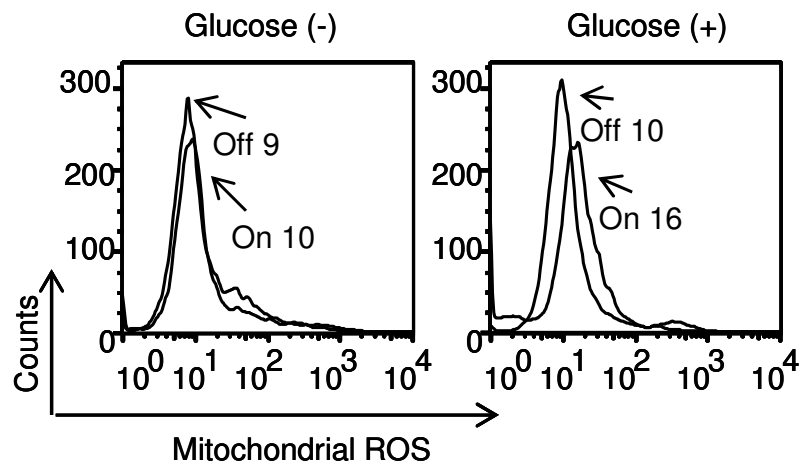 Glucose (-)
Glucose (+)
300
200
100
0
Off 9
On 10
10^0 10^1 10^2 10^3 10^4
300
200
100
0
Off 10
On 16
10^0 10^1 10^2 10^3 10^4
Counts
Mitochondrial ROS